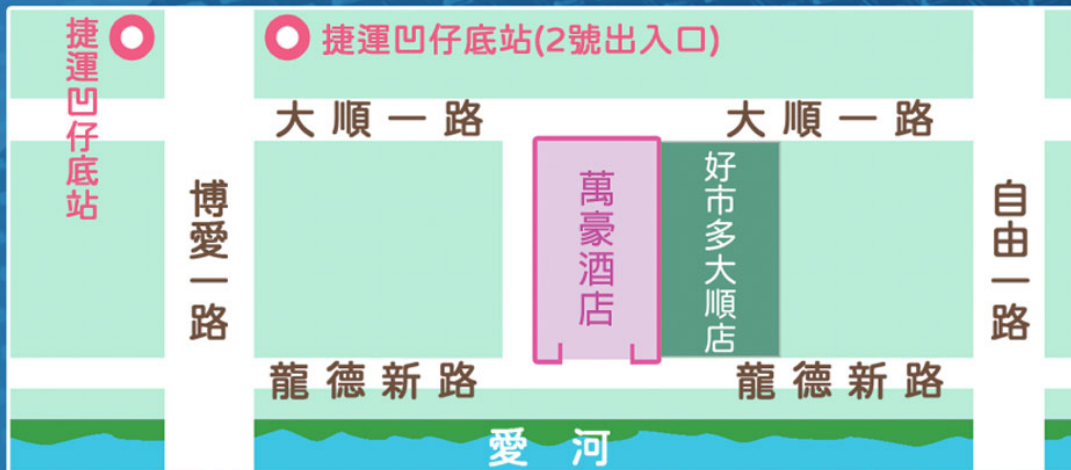 捷運凹仔底站
捷運凹仔底站(2號出入口)
大順一路
大順一路
博愛一路
萬豪酒店
好市多大順店
自由一路
龍德新路
龍德新路
愛河